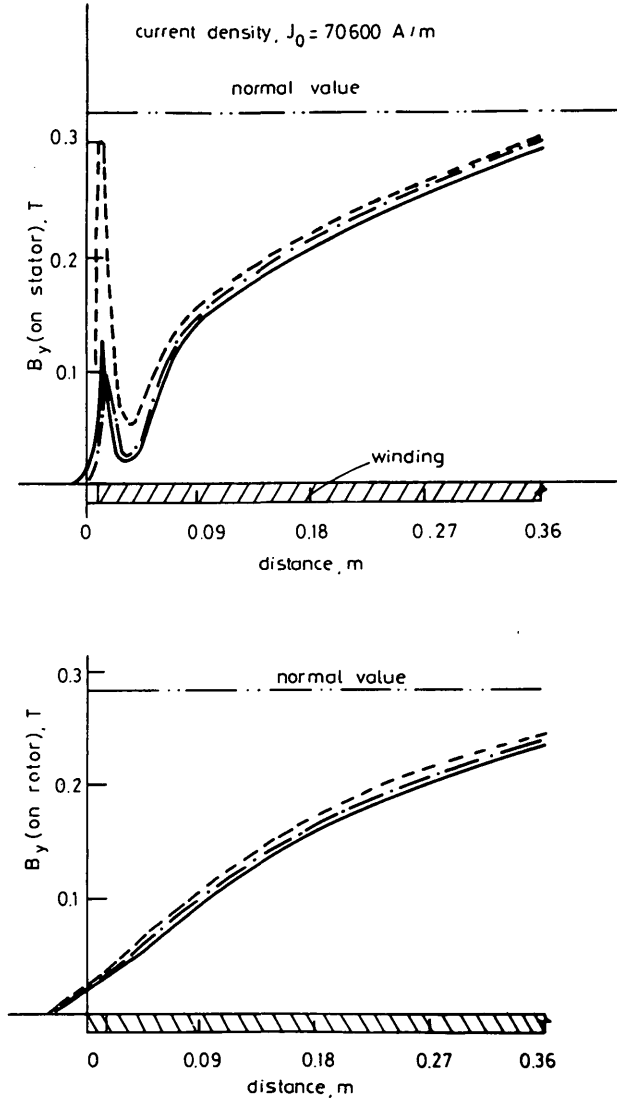 current density, J0 = 70600 A/m
normal value
0.3
0.2
0.1
By (on stator), T
winding
0 0.09 0.18 0.27 0.36
distance, m
normal value
0.3
0.2
0.1
By (on rotor), T
0 0.09 0.18 0.27 0.36
distance, m